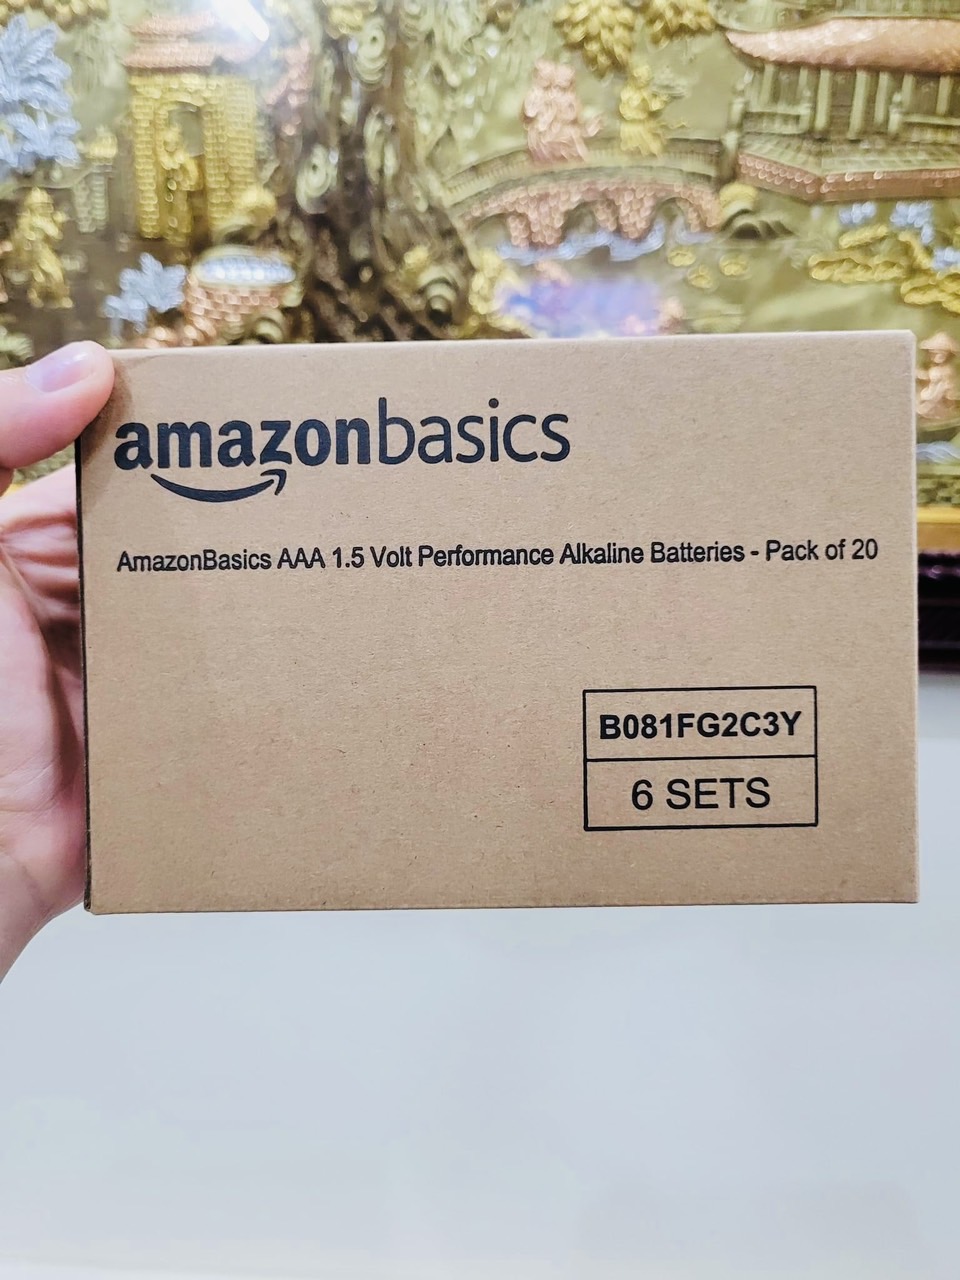 amazonbasics
AmazonBasics AAA 1.5 Volt Performance Alkaline Batteries - Pack of 20
B081FG2C3Y
6 SETS